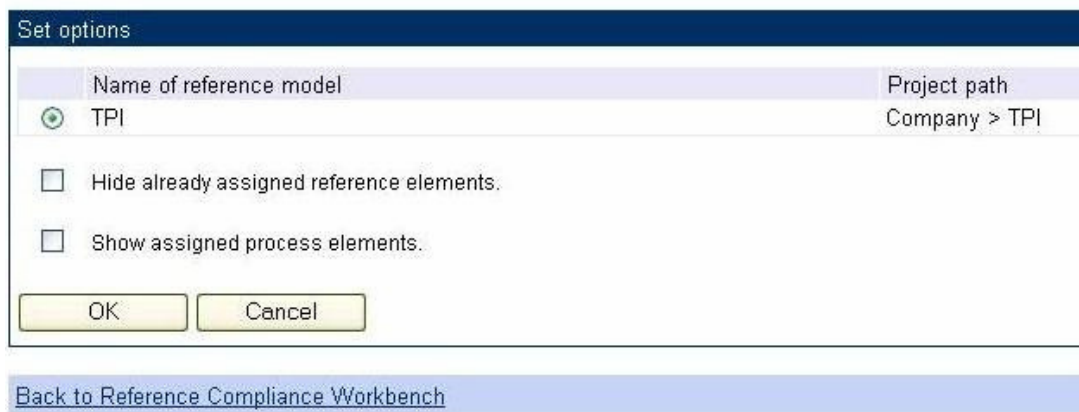 Set options
Name of reference model Project path
TPI Company > TPI
Hide already assigned reference elements.
Show assigned process elements.
OK Cancel
Back to Reference Compliance Workbench